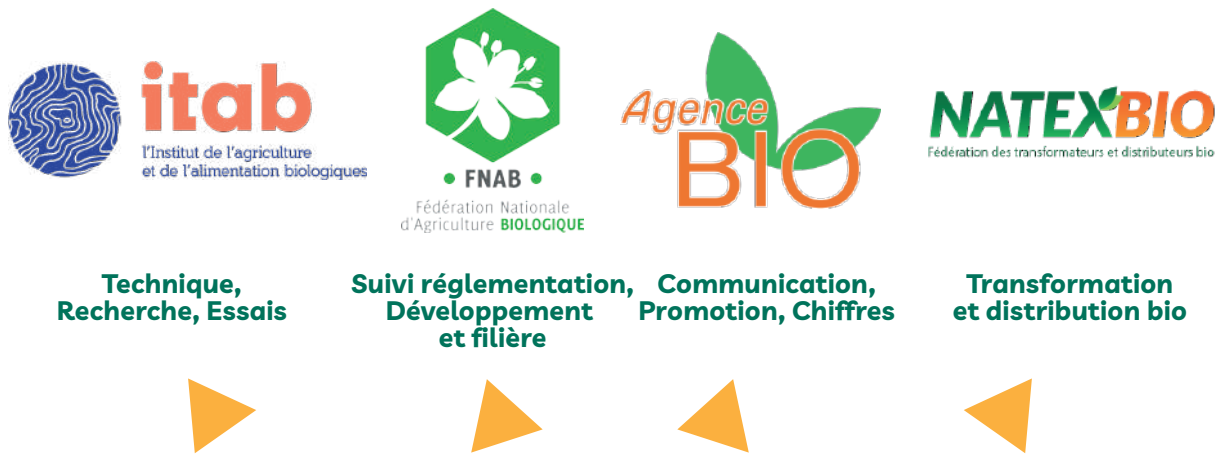 itab
l'Institut de l'agriculture
et de l'alimentation biologiques
• FNAB •
Fédération Nationale
d'Agriculture BIOLOGIQUE
Agence
BIO
NATEXBIO
Fédération des transformateurs et distributeurs bio
Technique,
Recherche, Essais
Suivi réglementation,
Développement
et filière
Communication,
Promotion, Chiffres
Transformation
et distribution bio